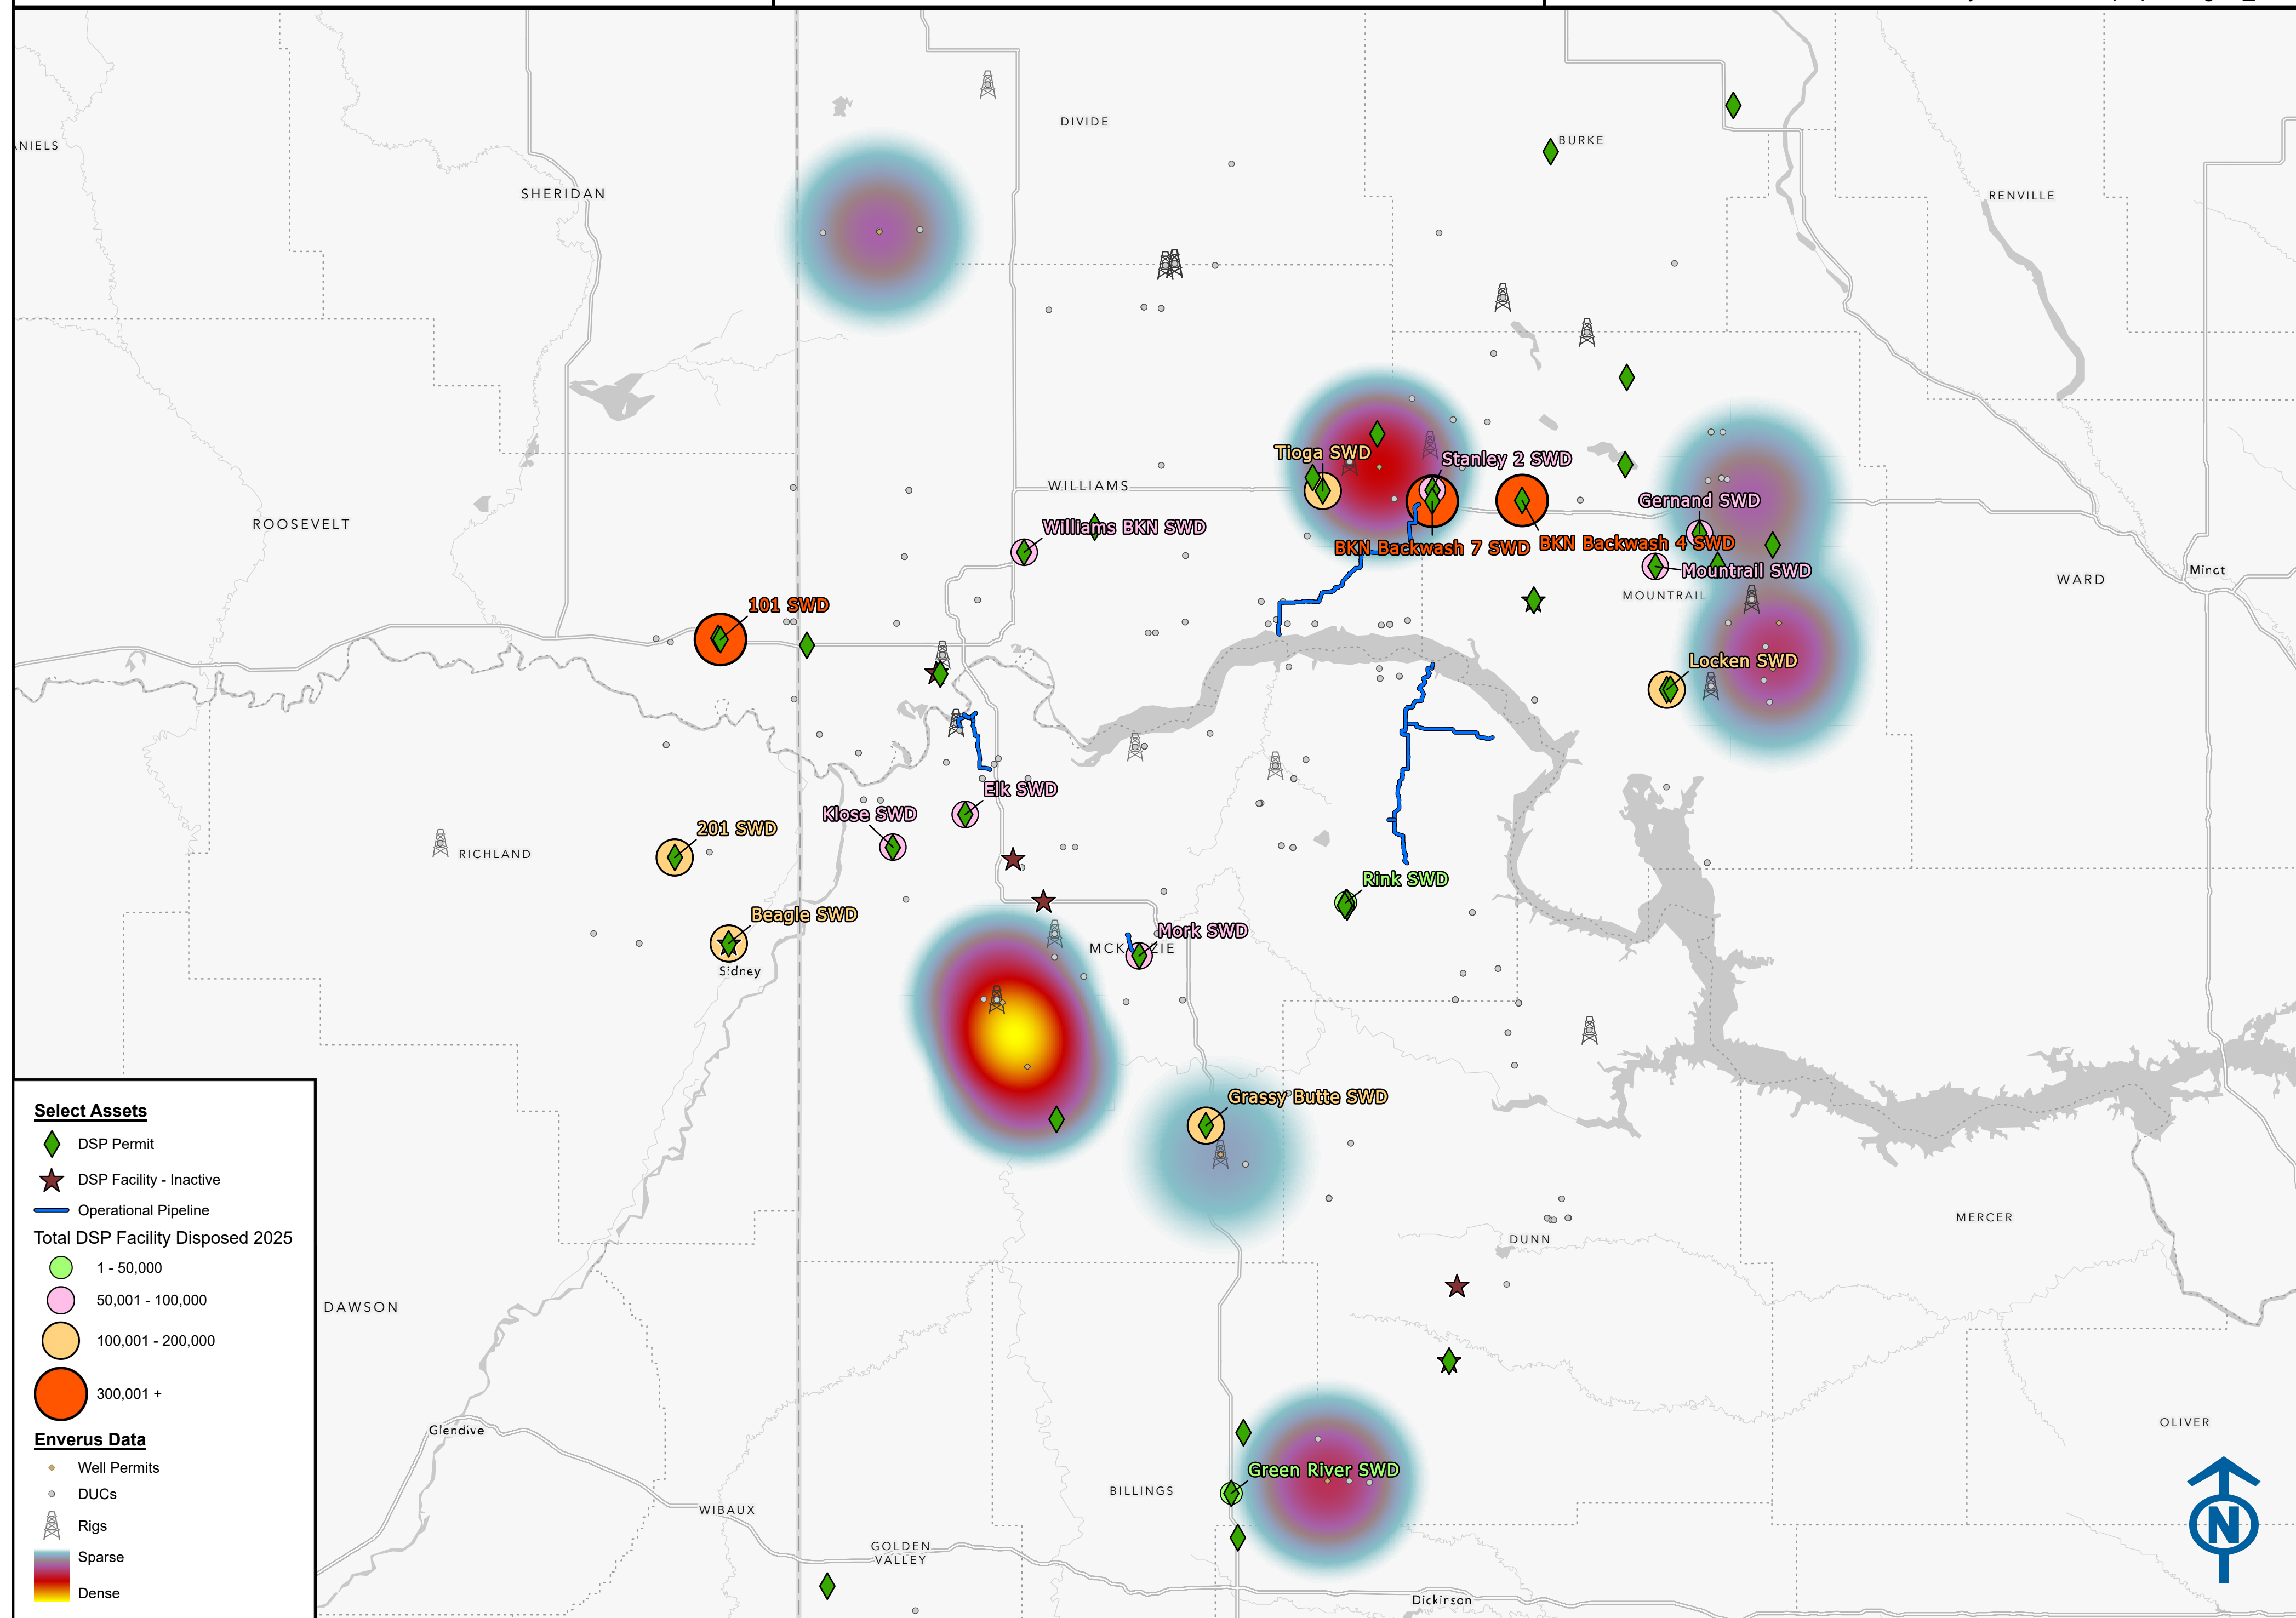 DIVIDE
BURKE
ANIELS
SHERIDAN
RENVILLE
Tioga SWD
Stanley 2 SWD
WILLIAMS
Gernand SWD
ROOSEVELT
Williams BKN SWD
BKN Backwash 7 SWD
BKN Backwash 4 SWD
Mountrail SWD
Minot
WARD
MOUNTRAIL
101 SWD
Locken SWD
Elk SWD
Klose SWD
201 SWD
RICHLAND
Rink SWD
Beagle SWD
Mork SWD
MCKENZIE
Sidney
Grassy Butte SWD
MERCER
DUNN
DAWSON
OLIVER
Glendive
Green River SWD
BILLINGS
WIBAUX
GOLDEN
VALLEY
Dickinson
Select Assets
DSP Permit
DSP Facility - Inactive
Operational Pipeline
Total DSP Facility Disposed 2025
1 - 50,000
50,001 - 100,000
100,001 - 200,000
300,001 +
Enverus Data
Well Permits
DUCs
Rigs
Sparse
Dense
N